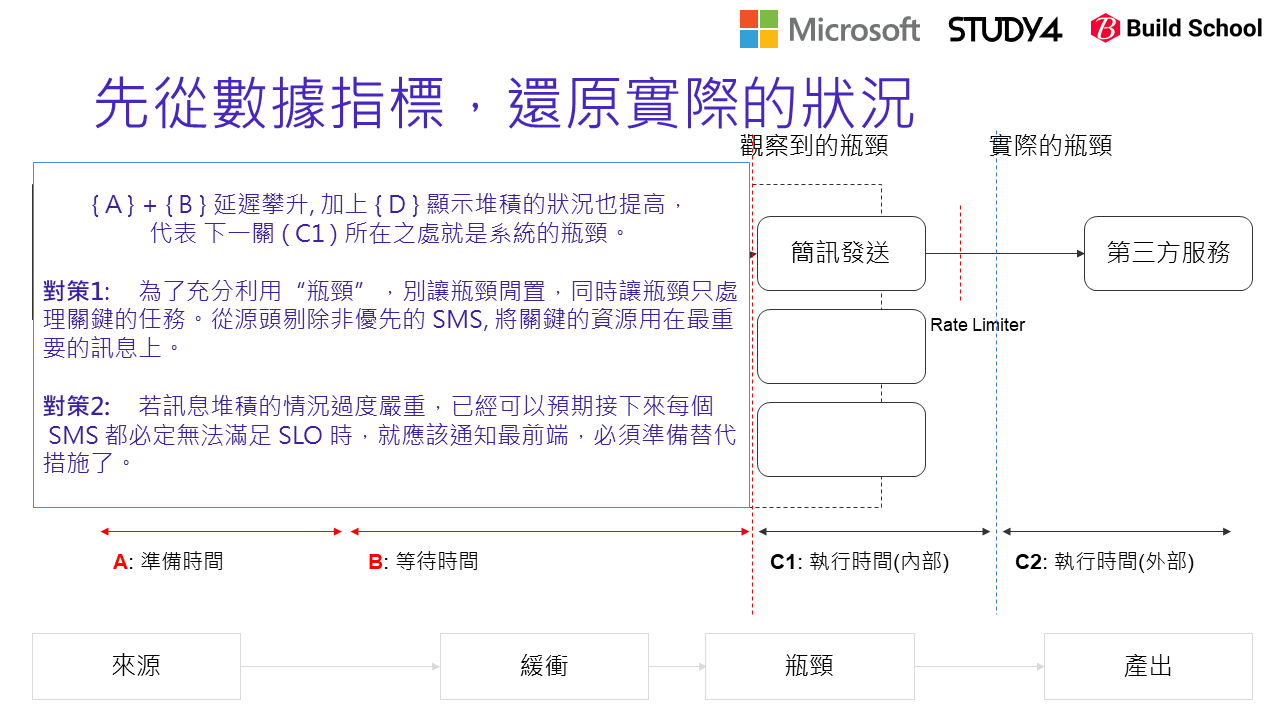 Microsoft STUDY4 Build School
先從數據指標，還原實際的狀況
觀察到的瓶頸
實際的瓶頸
{ A } + { B } 延遲攀升, 加上 { D } 顯示堆積的狀況也提高，
代表 下一關 ( C1 ) 所在之處就是系統的瓶頸。
對策1: 為了充分利用“瓶頸”，別讓瓶頸閒置，同時讓瓶頸只處
理關鍵的任務。從源頭剔除非優先的 SMS, 將關鍵的資源用在最重
要的訊息上。
對策2: 若訊息堆積的情況過度嚴重，已經可以預期接下來每個
SMS 都必定無法滿足 SLO 時，就應該通知最前端，必須準備替代
措施了。
簡訊發送
第三方服務
Rate Limiter
A: 準備時間
B: 等待時間
C1: 執行時間(內部)
C2: 執行時間(外部)
來源
緩衝
瓶頸
產出